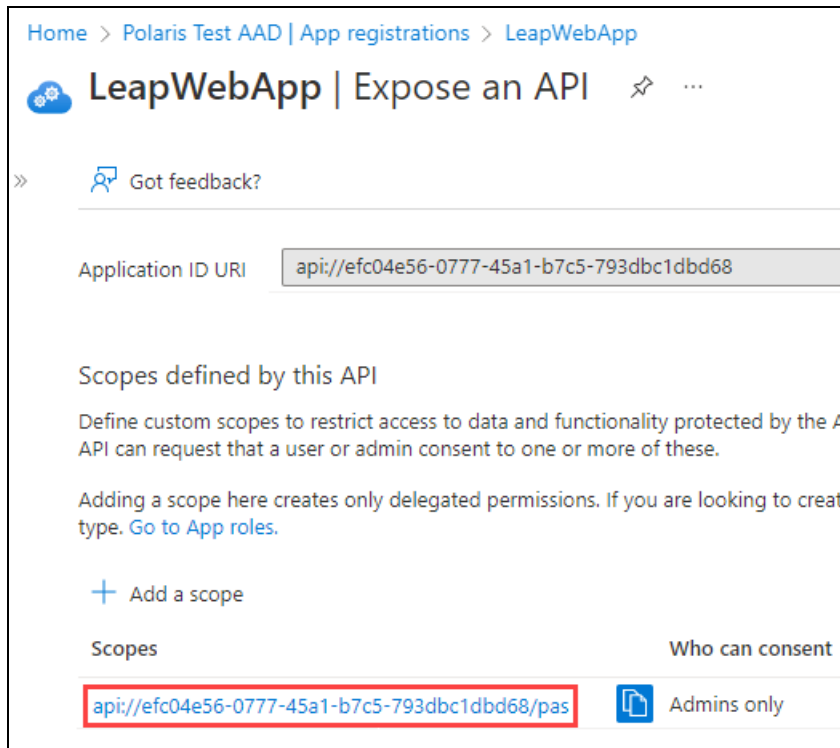 Home > Polaris Test AAD | App registrations > LeapWebApp
LeapWebApp | Expose an API
Got feedback?
Application ID URI api://efc04e56-0777-45a1-b7c5-793dbc1dbd68
Scopes defined by this API
Define custom scopes to restrict access to data and functionality protected by the A
API can request that a user or admin consent to one or more of these.
Adding a scope here creates only delegated permissions. If you are looking to creat
type. Go to App roles.
Add a scope
Scopes Who can consent
api://efc04e56-0777-45a1-b7c5-793dbc1dbd68/pas Admins only